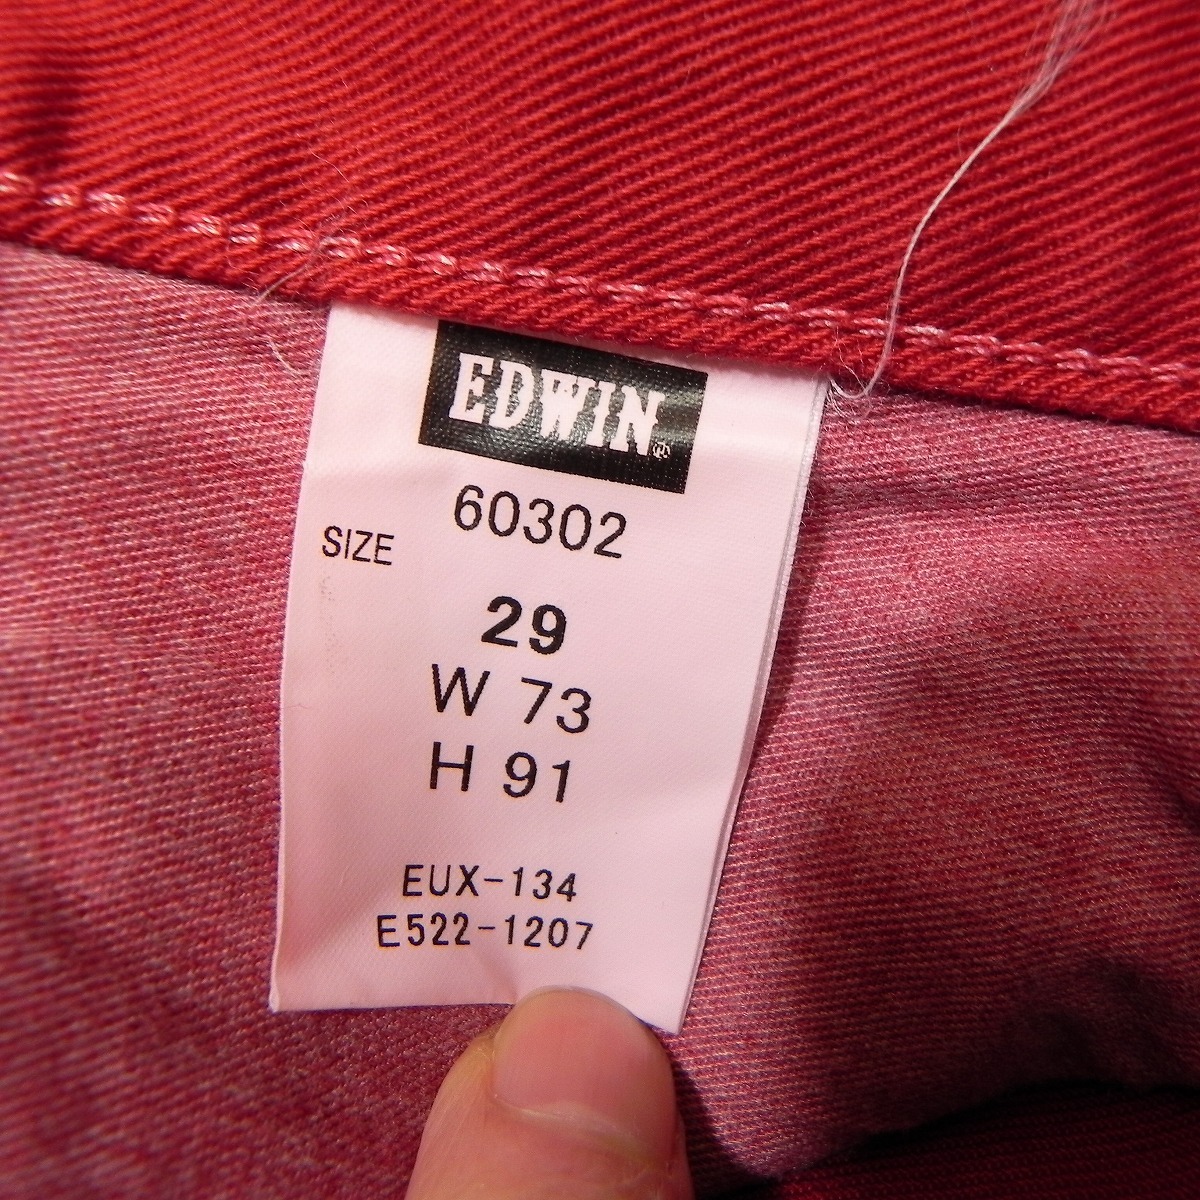 EDWIN
60302
SIZE
29
W 73
H 91
EUX-134
E522-1207